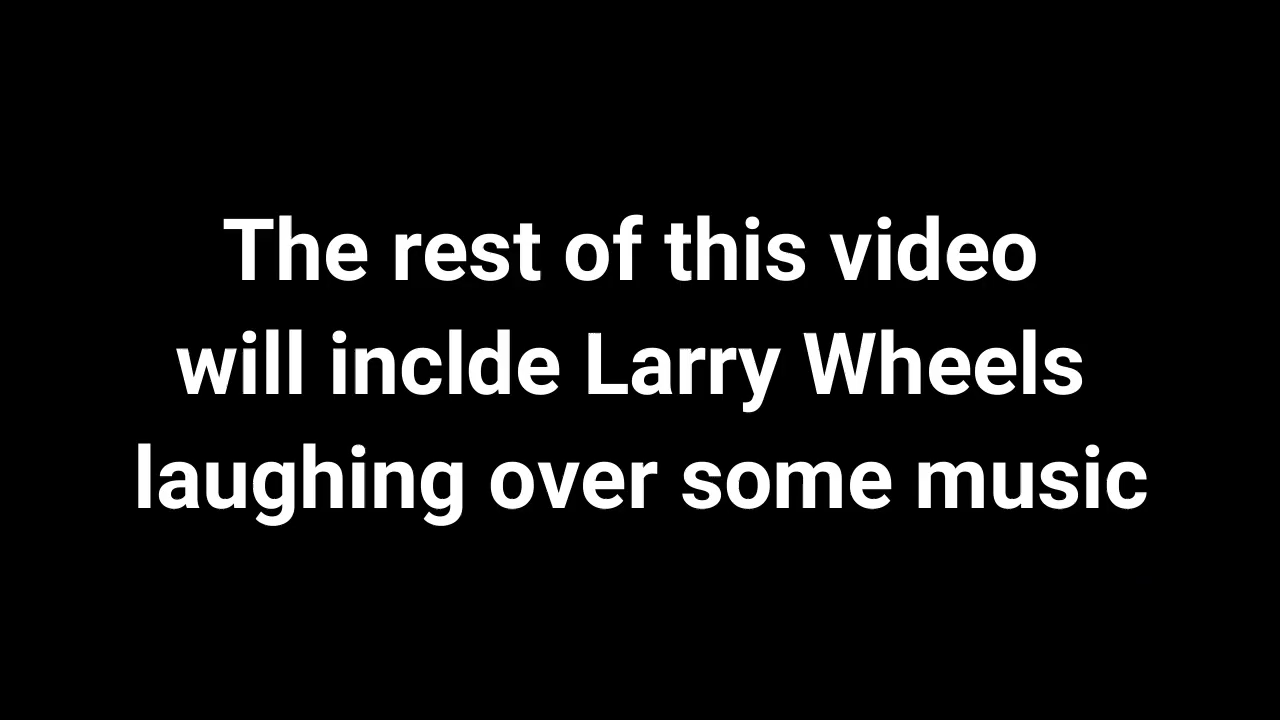 The rest of this video
will inclde Larry Wheels
laughing over some music